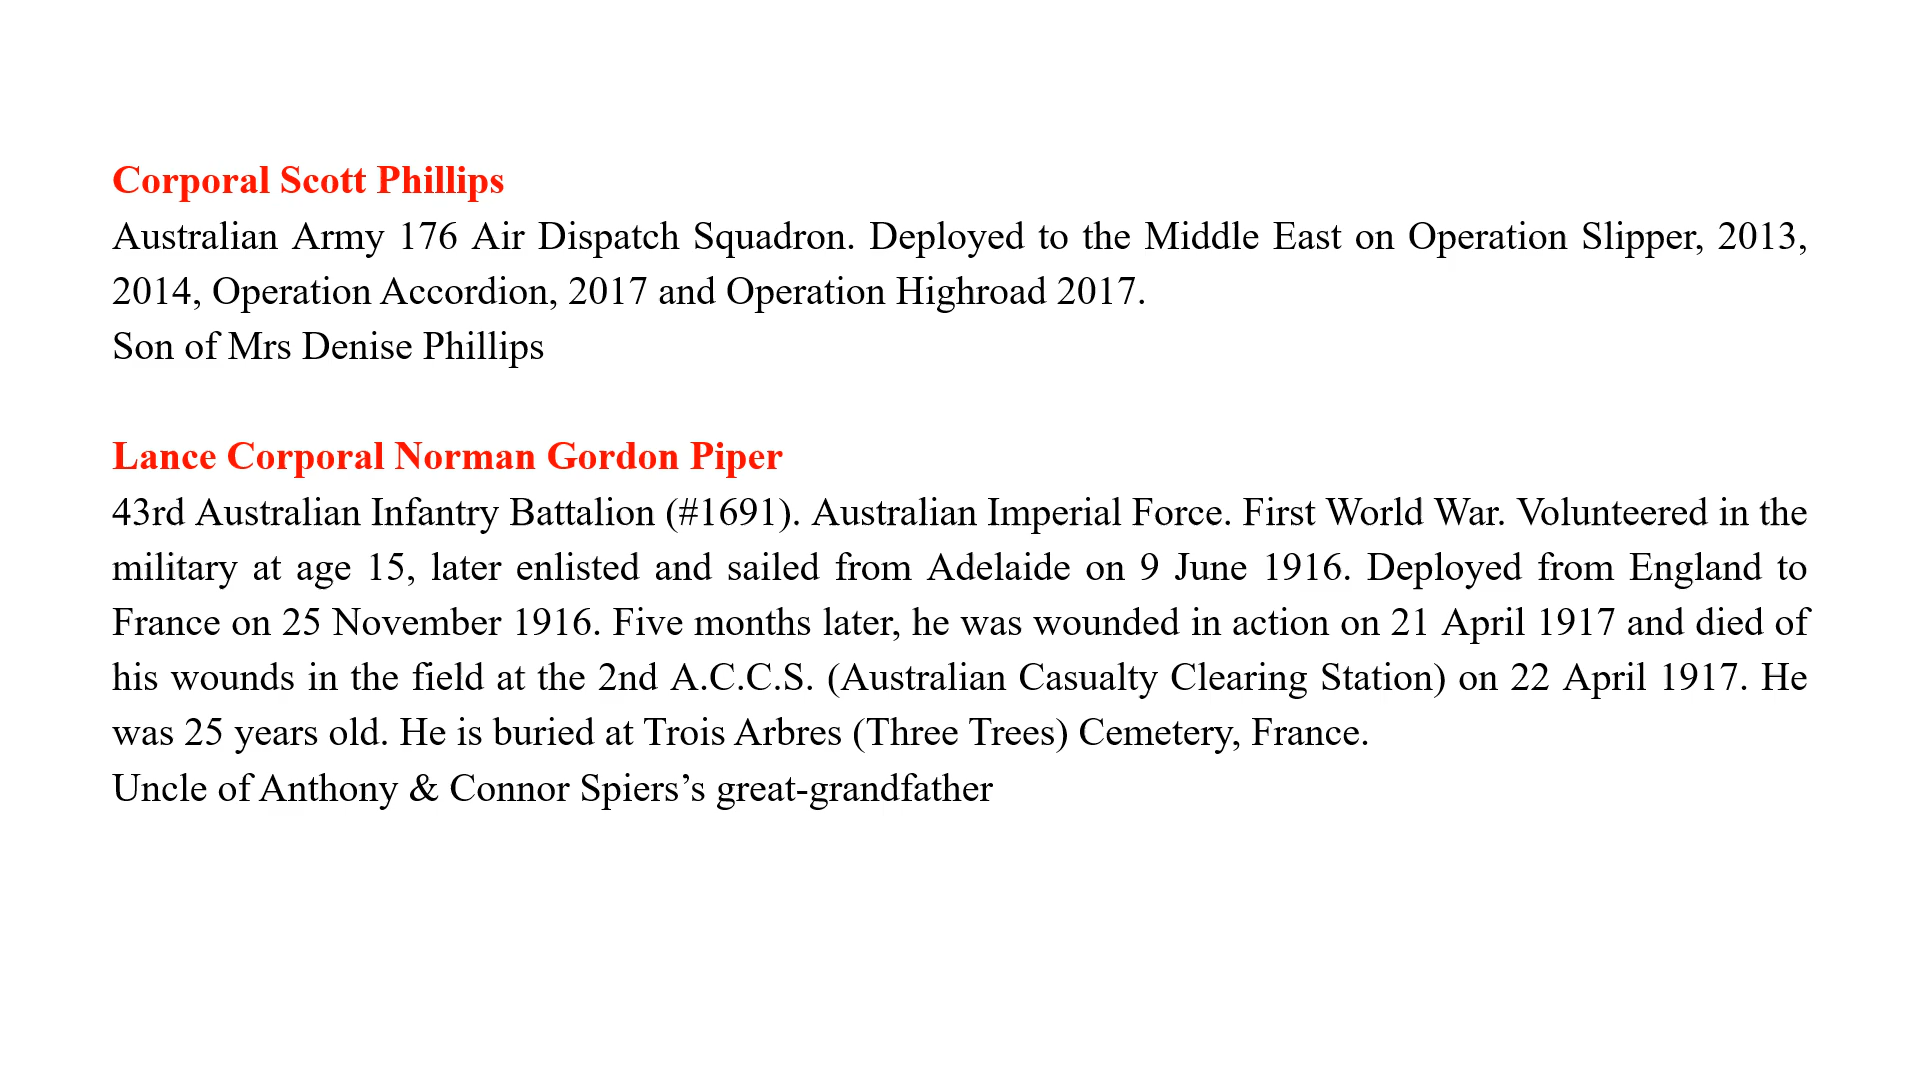 Corporal Scott Phillips
Australian Army 176 Air Dispatch Squadron. Deployed to the Middle East on Operation Slipper, 2013,
2014, Operation Accordion, 2017 and Operation Highroad 2017.
Son of Mrs Denise Phillips
Lance Corporal Norman Gordon Piper
43rd Australian Infantry Battalion (#1691). Australian Imperial Force. First World War. Volunteered in the
military at age 15, later enlisted and sailed from Adelaide on 9 June 1916. Deployed from England to
France on 25 November 1916. Five months later, he was wounded in action on 21 April 1917 and died of
his wounds in the field at the 2nd A.C.C.S. (Australian Casualty Clearing Station) on 22 April 1917. He
was 25 years old. He is buried at Trois Arbres (Three Trees) Cemetery, France.
Uncle of Anthony & Connor Spiers’s great-grandfather